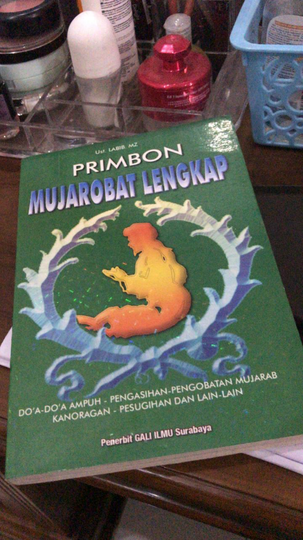 Ust LABIB MZ
PRIMBON
MUJAROBAT LENGKAP
DO'A-DO'A AMPUH - PENGASIHAN-PENGOBATAN MUJARAB
KANORAGAN - PESUGIHAN DAN LAIN-LAIN
Penerbit GALI ILMU Surabaya